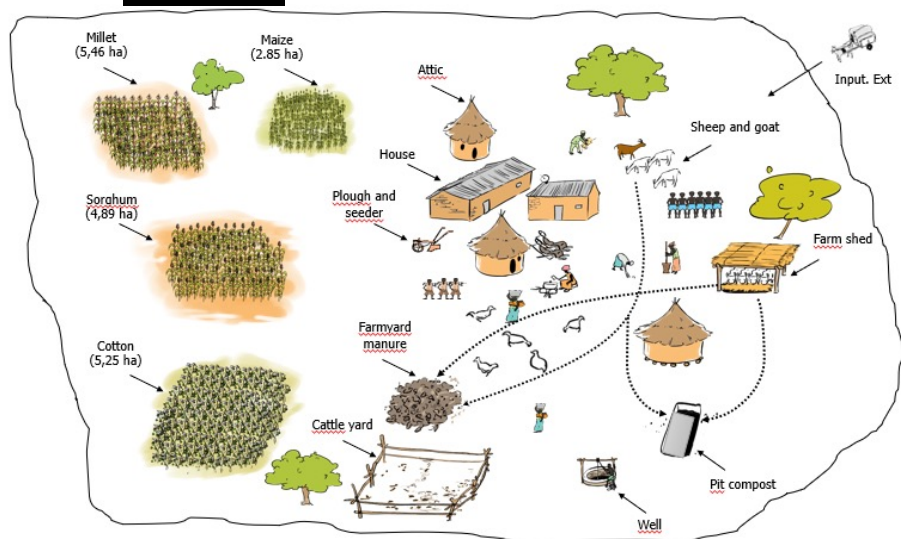 Millet
(5,46 ha)
Maize
(2.85 ha)
Attic
Input. Ext
Sheep and goat
House
Plough and
seeder
Sorghum
(4,89 ha)
Farm shed
Cotton
(5,25 ha)
Farmyard
manure
Cattle yard
Pit compost
Well